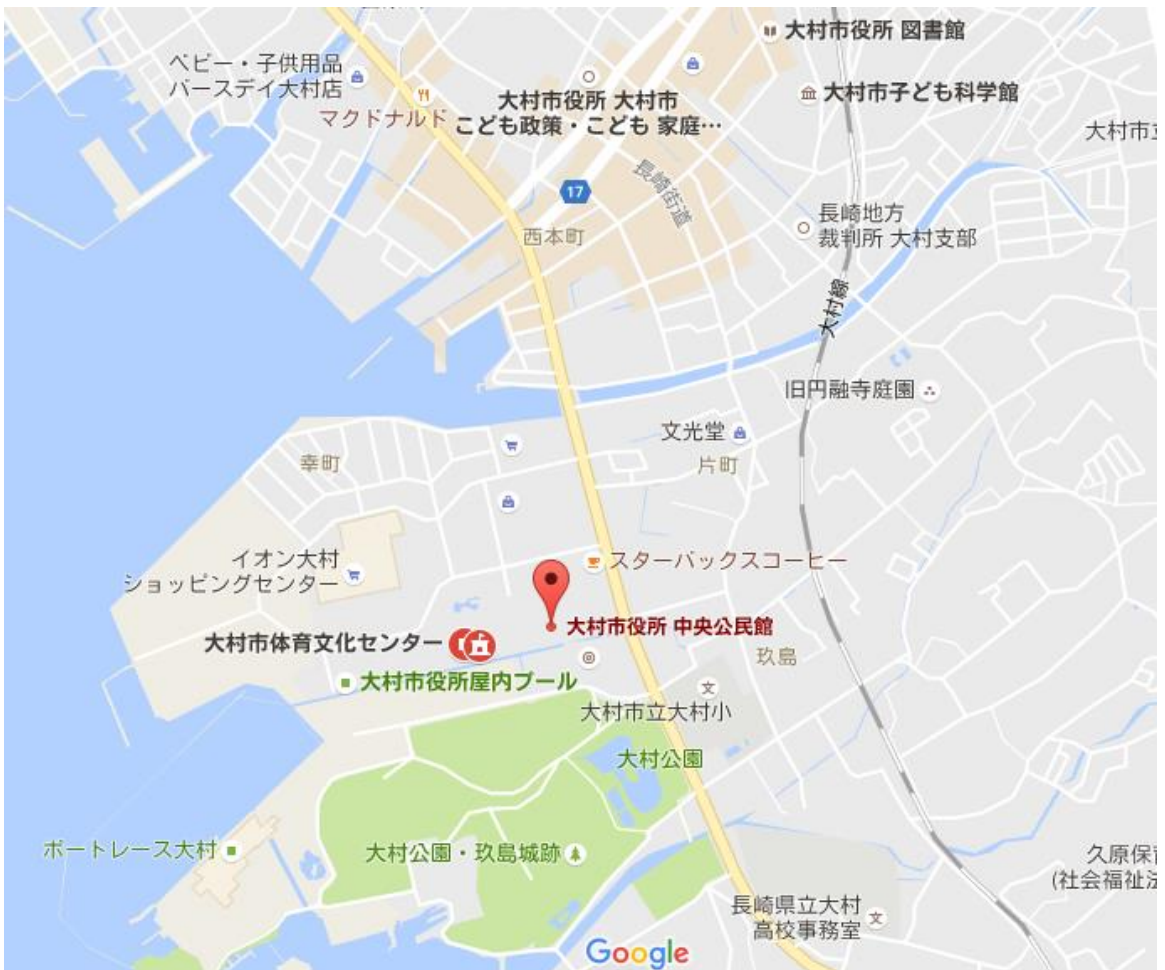 大村市役所 図書館
ベビー・子供用品
バースデイ大村店
マクドナルド
大村市役所 大村市
こども政策・こども 家庭…
大村市子ども科学館
大村市立
17
長崎街道
西本町
長崎地方
裁判所 大村支部
大村線
旧円融寺庭園
文光堂
片町
幸町
イオン大村
ショッピングセンター
スターバックスコーヒー
大村市役所 中央公民館
大村市体育文化センター
玖島
大村市役所屋内プール
大村市立大村小
大村公園
ボートレース大村
大村公園・玖島城跡
久原保育
(社会福祉法
長崎県立大村
高校事務室
Google